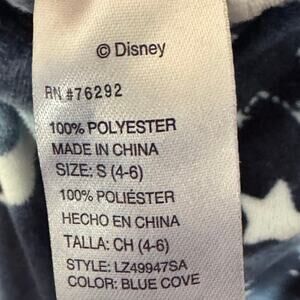 © Disney
RN #76292
100% POLYESTER
MADE IN CHINA
SIZE: S (4-6)
100% POLIÉSTER
HECHO EN CHINA
TALLA: CH (4-6)
STYLE: LZ49947SA
COLOR: BLUE COVE